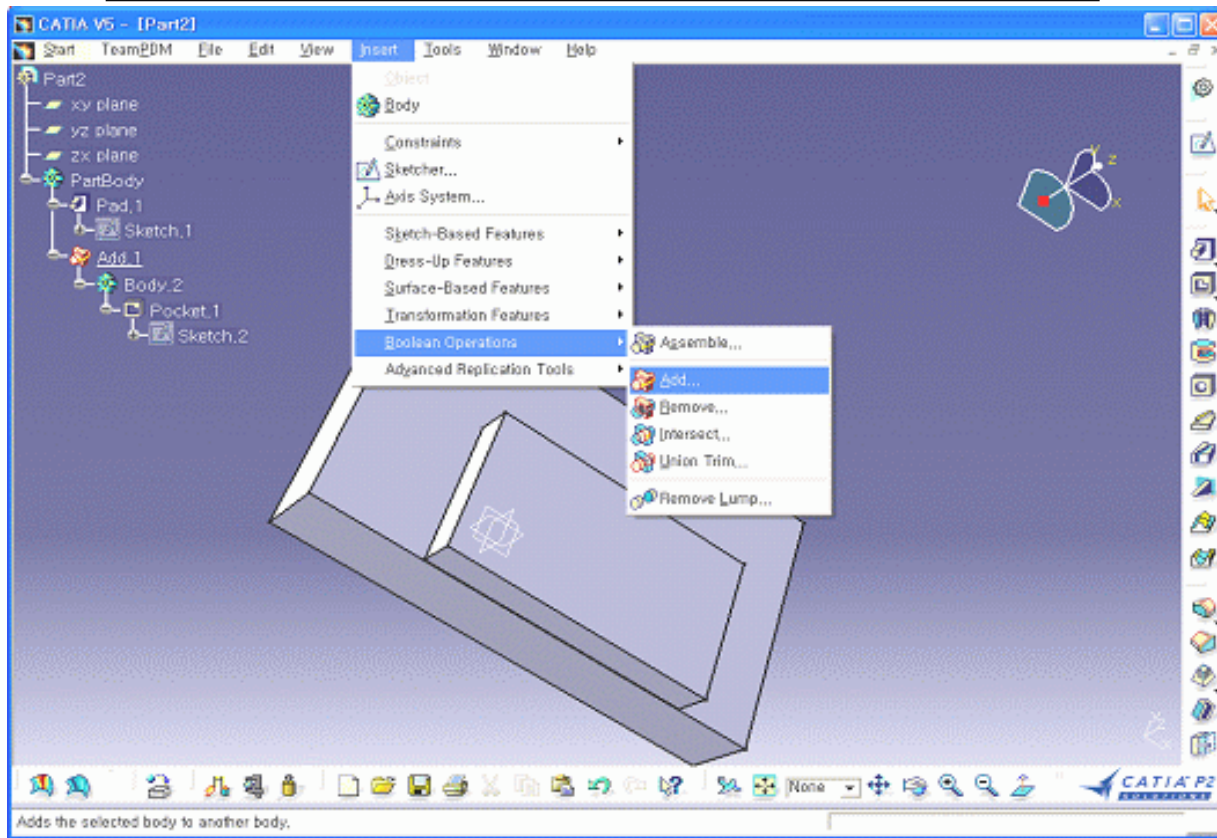 CATIA V5 - [Part2]
Start TeamPDM File Edit View Insert Tools Window Help
Part2
xy plane
yz plane
zx plane
PartBody
Pad.1
Sketch.1
Add.1
Body.2
Pocket.1
Sketch.2
Object
Body
Constraints
Sketcher...
Axis System...
Sketch-Based Features
Dress-Up Features
Surface-Based Features
Transformation Features
Boolean Operations
Advanced Replication Tools
Assemble...
Add...
Remove...
Intersect...
Union Trim...
Remove Lump...
y
z
x
None
CATIA P2
SOLUTIONS
Adds the selected body to another body.